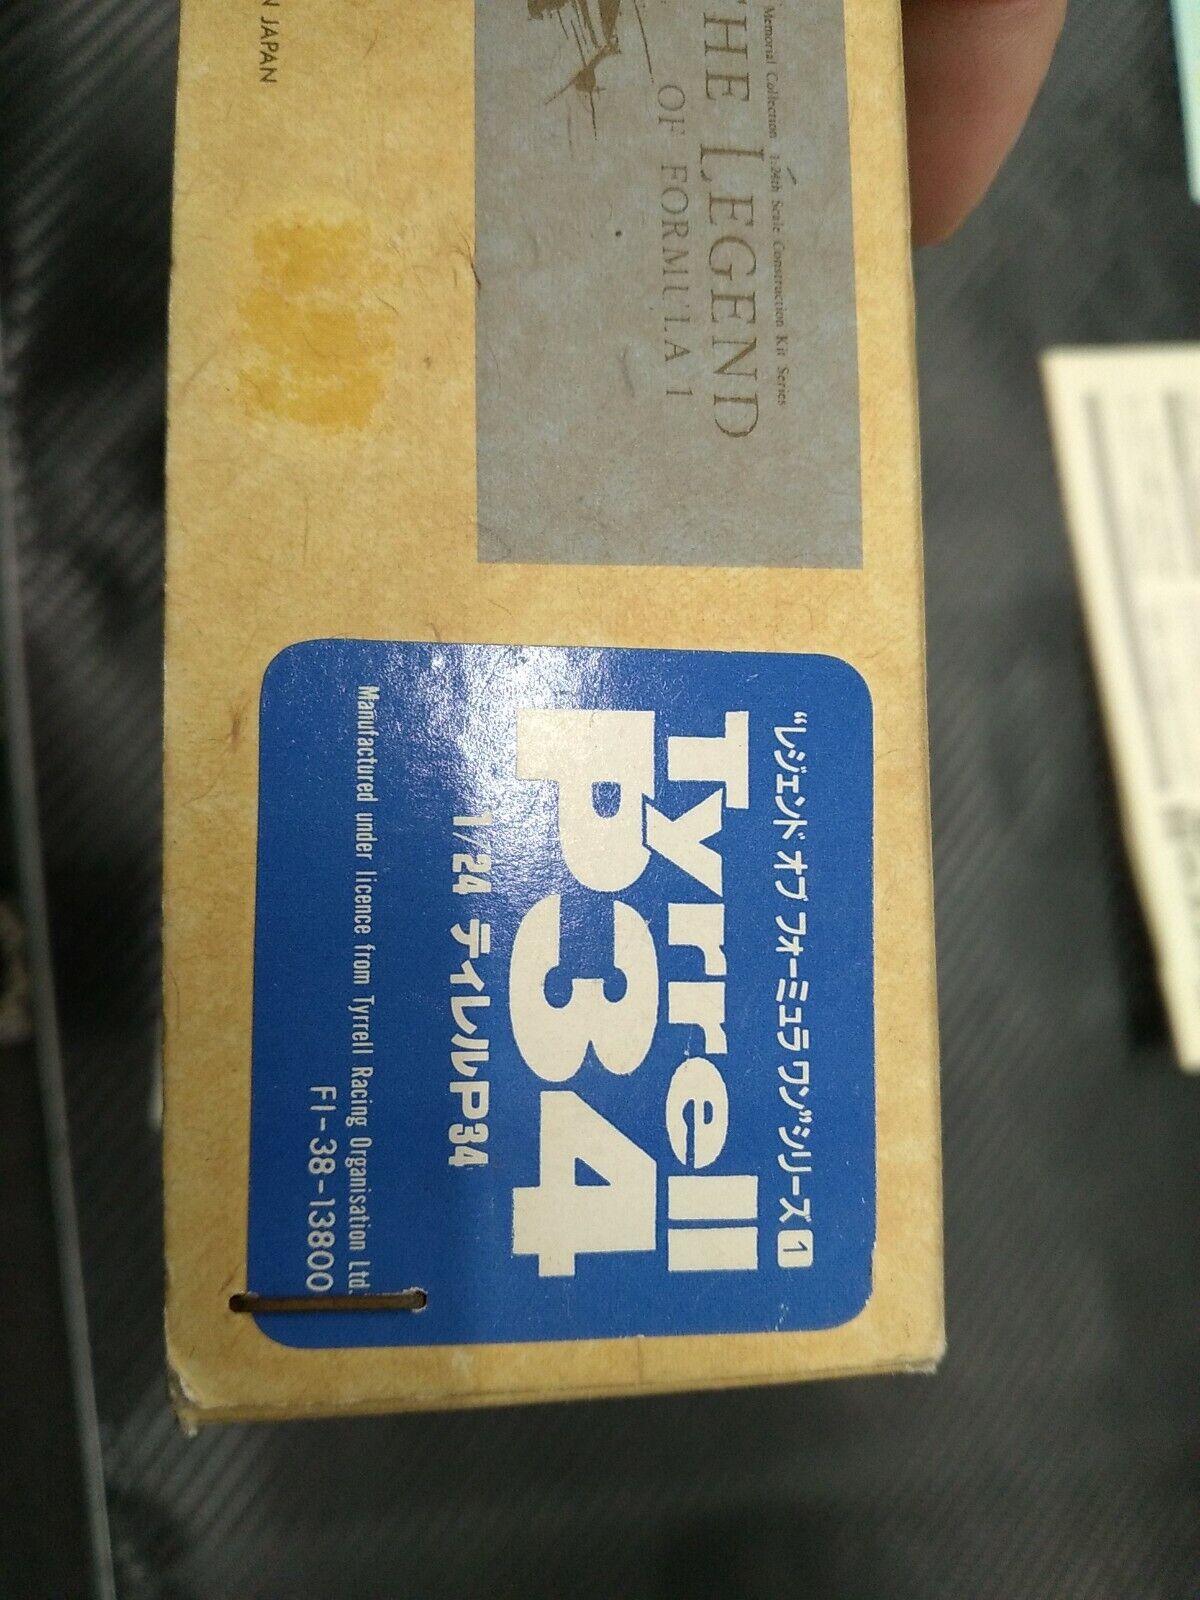 Memorial Collection 1:24th Scale Construction Kit Series
THE LEGEND
OF FORMULA 1
N JAPAN
“レジェンド オブ フォーミュラ ワン”シリーズ 1
Tyrrell
P34
1/24 ティレルP34
Manufactured under licence from Tyrrell Racing Organisation Ltd.
F1-38-13800